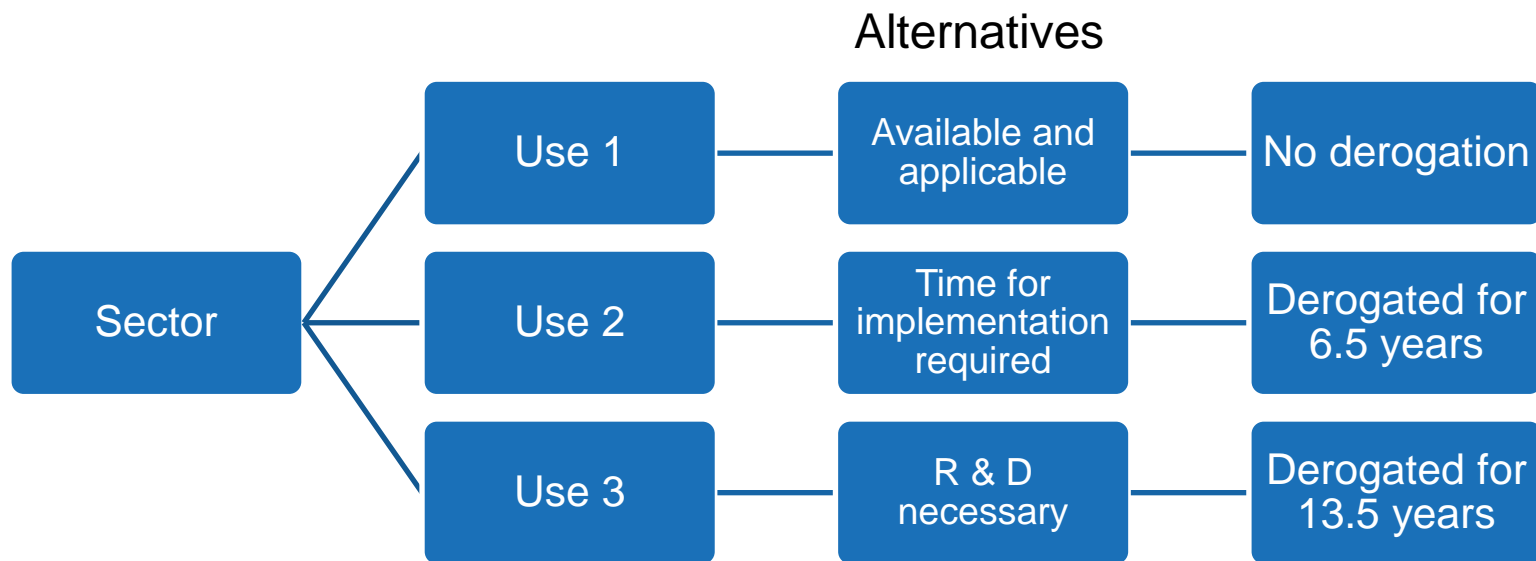 Alternatives
Use 1
Available and
applicable
No derogation
Sector
Use 2
Time for
implementation
required
Derogated for
6.5 years
Use 3
R & D
necessary
Derogated for
13.5 years